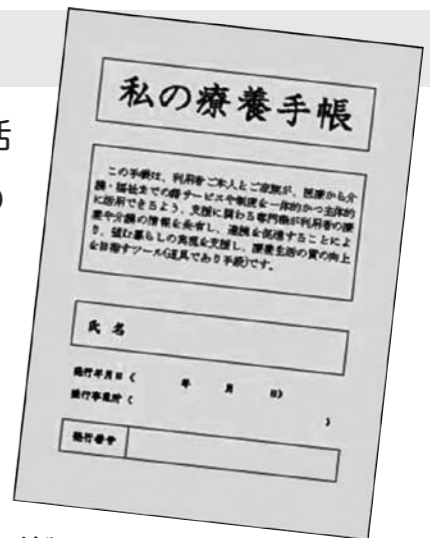 私の療養手帳
この手帳は、利用者ご本人とご家族が、医療から介
護・福祉までの諸サービスや制度を一体的かつ主体的
に活用できるよう、支援に関わる専門職が利用者の療
養や介護の情報を共有し、連携を促進することによ
り、望む暮らしの実現を支援し、療養生活の質の向上
を目指すツール(道具であり手段)です。
氏 名
発行年月日( 年 月 日)
発行事業所( )
発行番号
活